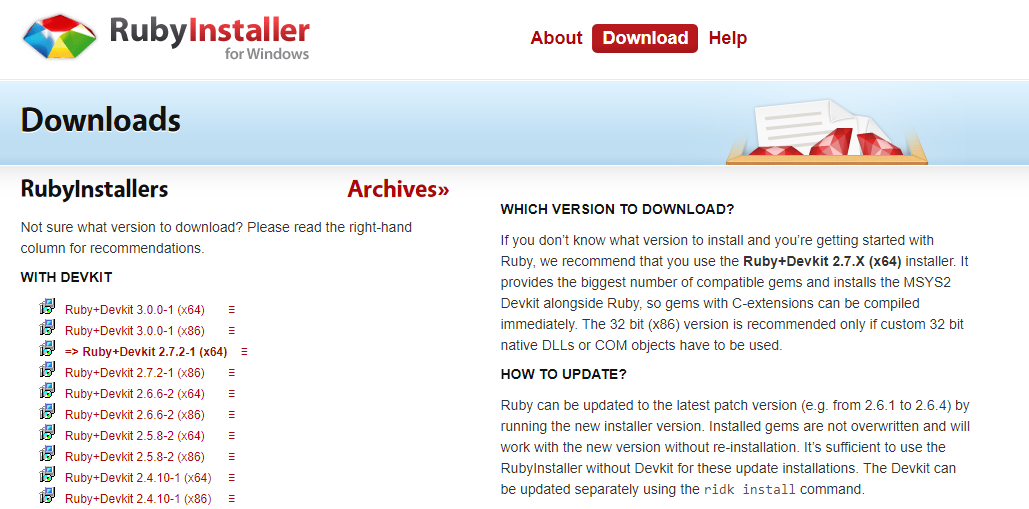 RubyInstaller
for Windows
About Download Help
Downloads
RubyInstallers Archives»
Not sure what version to download? Please read the right-hand
column for recommendations.
WITH DEVKIT
Ruby+Devkit 3.0.0-1 (x64)
Ruby+Devkit 3.0.0-1 (x86)
=> Ruby+Devkit 2.7.2-1 (x64)
Ruby+Devkit 2.7.2-1 (x86)
Ruby+Devkit 2.6.6-2 (x64)
Ruby+Devkit 2.6.6-2 (x86)
Ruby+Devkit 2.5.8-2 (x64)
Ruby+Devkit 2.5.8-2 (x86)
Ruby+Devkit 2.4.10-1 (x64)
Ruby+Devkit 2.4.10-1 (x86)
WHICH VERSION TO DOWNLOAD?
If you don’t know what version to install and you’re getting started with
Ruby, we recommend that you use the Ruby+Devkit 2.7.X (x64) installer. It
provides the biggest number of compatible gems and installs the MSYS2
Devkit alongside Ruby, so gems with C-extensions can be compiled
immediately. The 32 bit (x86) version is recommended only if custom 32 bit
native DLLs or COM objects have to be used.
HOW TO UPDATE?
Ruby can be updated to the latest patch version (e.g. from 2.6.1 to 2.6.4) by
running the new installer version. Installed gems are not overwritten and will
work with the new version without re-installation. It’s sufficient to use the
RubyInstaller without Devkit for these update installations. The Devkit can
be updated separately using the ridk install command.